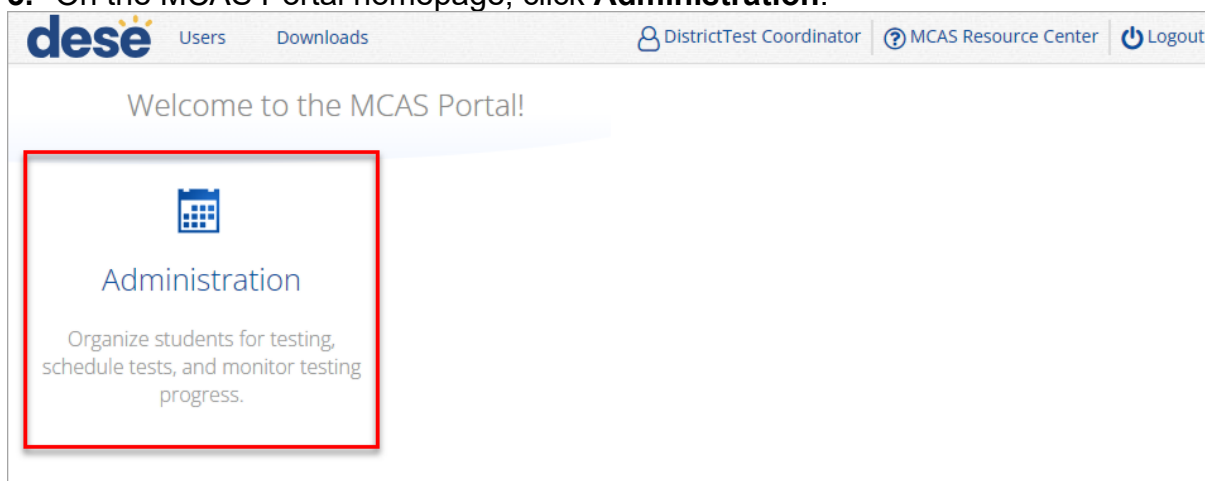 On the MCAS Portal homepage, click Administration.
dese Users Downloads DistrictTest Coordinator MCAS Resource Center Logout
Welcome to the MCAS Portal!
Administration
Organize students for testing,
schedule tests, and monitor testing
progress.